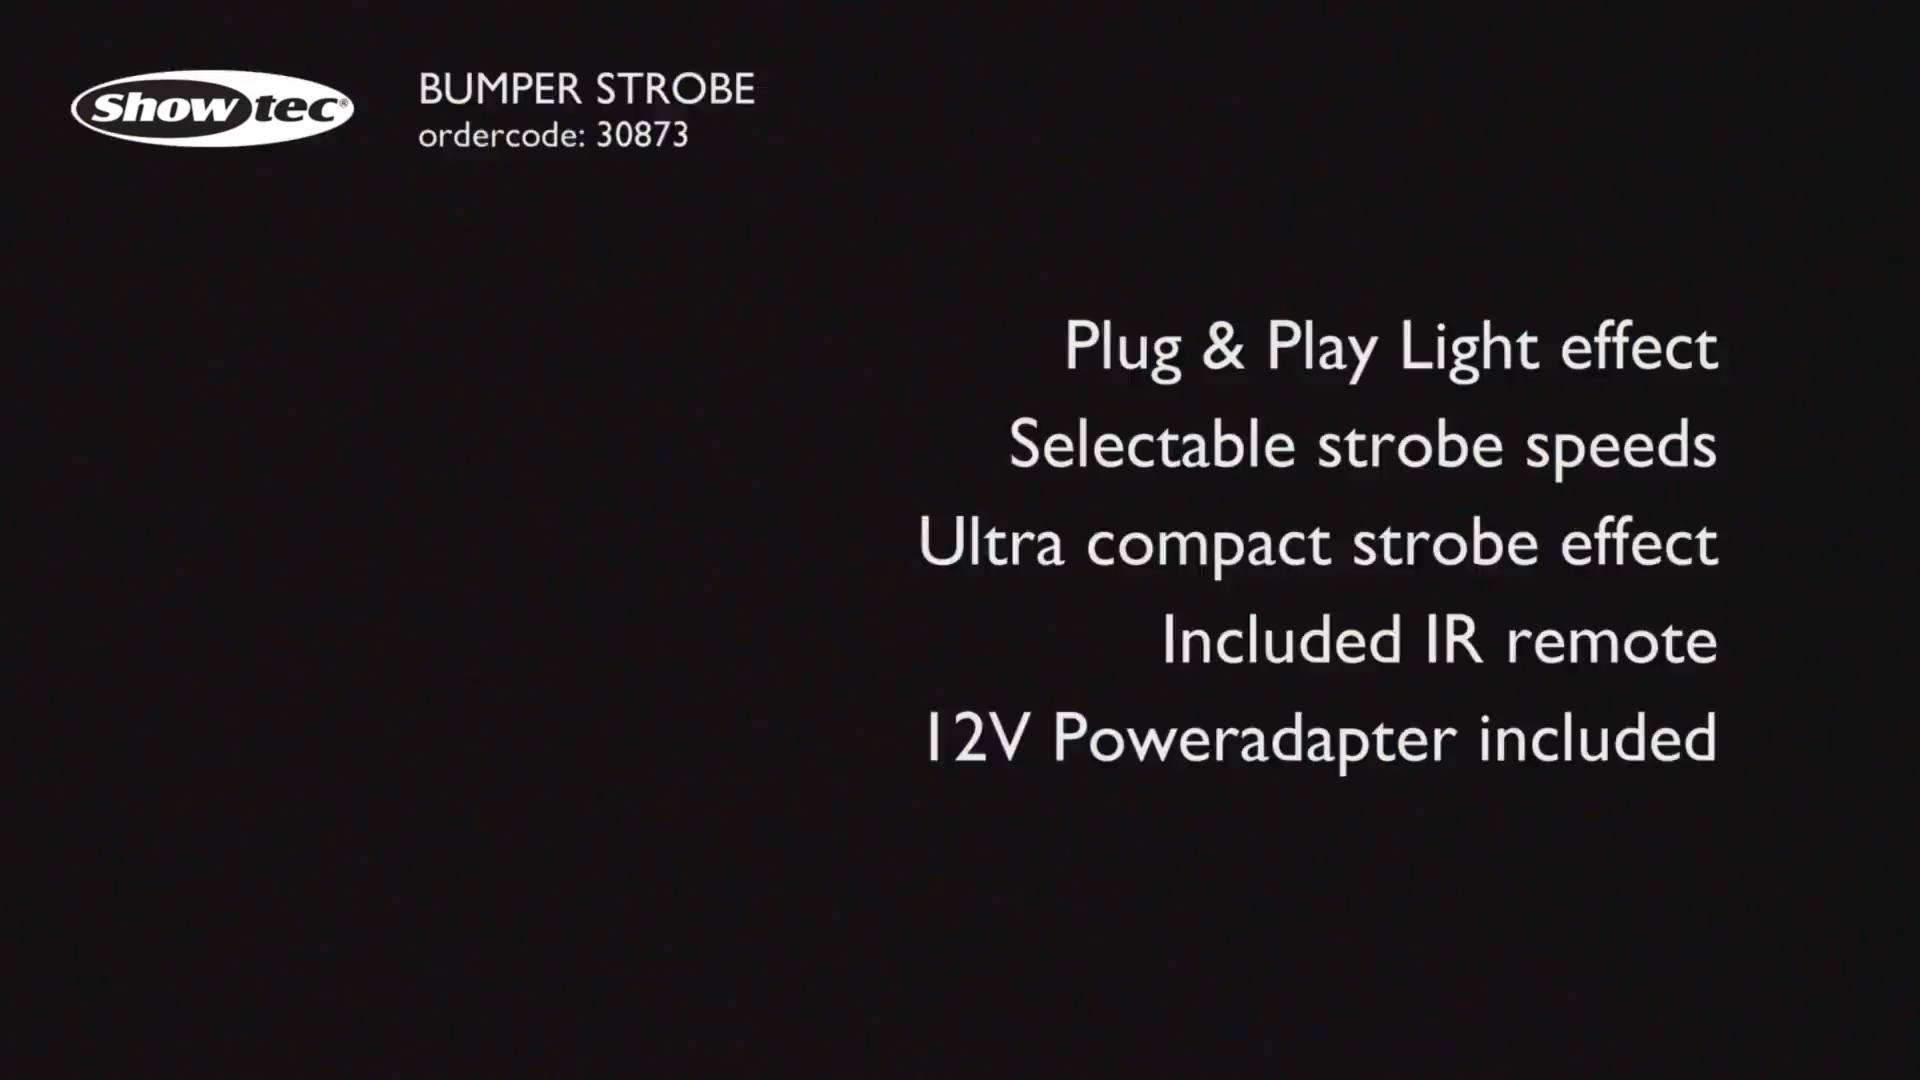 Showtec®
BUMPER STROBE
ordercode: 30873
Plug & Play Light effect
Selectable strobe speeds
Ultra compact strobe effect
Included IR remote
12V Poweradapter included